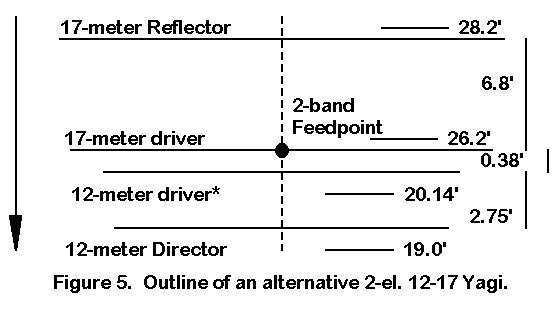 17-meter Reflector 28.2'
6.8'
2-band
Feedpoint
17-meter driver 26.2'
0.38'
12-meter driver* 20.14'
2.75'
12-meter Director 19.0'
Figure 5. Outline of an alternative 2-el. 12-17 Yagi.